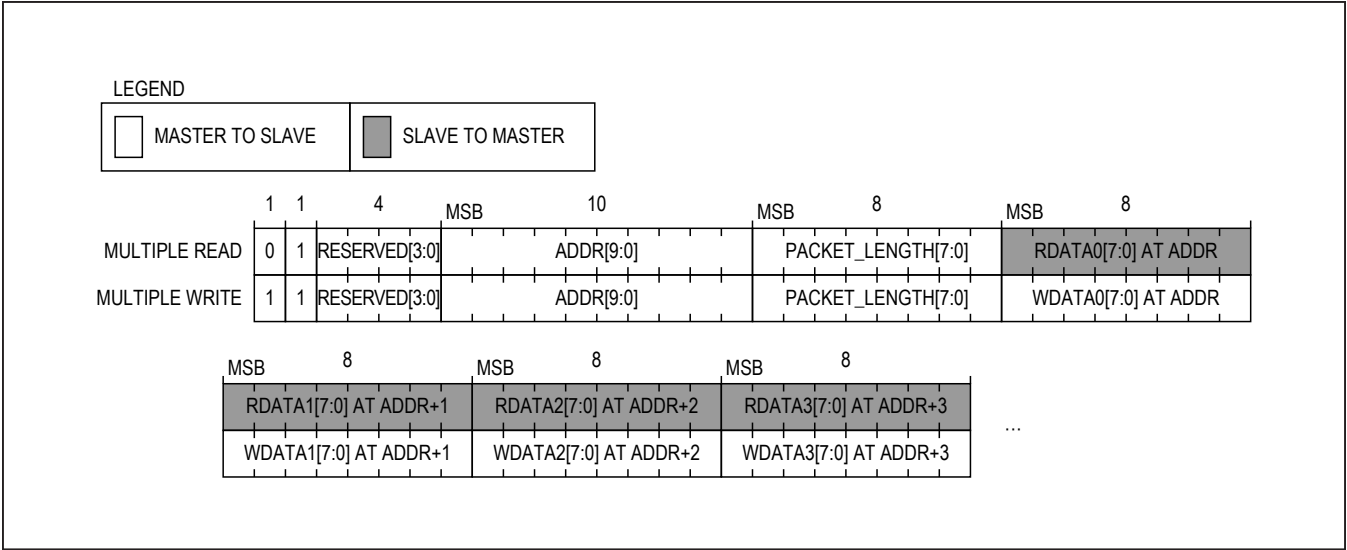 LEGEND
MASTER TO SLAVE SLAVE TO MASTER
1 1 4 MSB 10 MSB 8 MSB 8
MULTIPLE READ 0 1 RESERVED[3:0] ADDR[9:0] PACKET_LENGTH[7:0] RDATA0[7:0] AT ADDR
MULTIPLE WRITE 1 1 RESERVED[3:0] ADDR[9:0] PACKET_LENGTH[7:0] WDATA0[7:0] AT ADDR
MSB 8 MSB 8 MSB 8
RDATA1[7:0] AT ADDR+1 RDATA2[7:0] AT ADDR+2 RDATA3[7:0] AT ADDR+3
WDATA1[7:0] AT ADDR+1 WDATA2[7:0] AT ADDR+2 WDATA3[7:0] AT ADDR+3 …